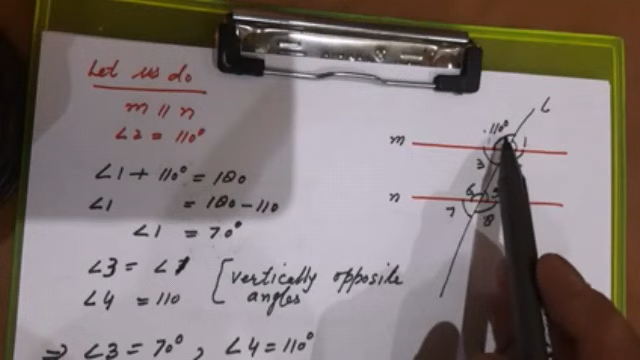 Let us do
m || n
∠2 = 110°
∠1 + 110° = 180
∠1 = 180 - 110
∠1 = 70°
∠3 = ∠1
∠4 = 110
[vertically opposite
angles
⇒ ∠3 = 70°, ∠4 = 110°
l
110°
m
1
3
n
6
5
7
8